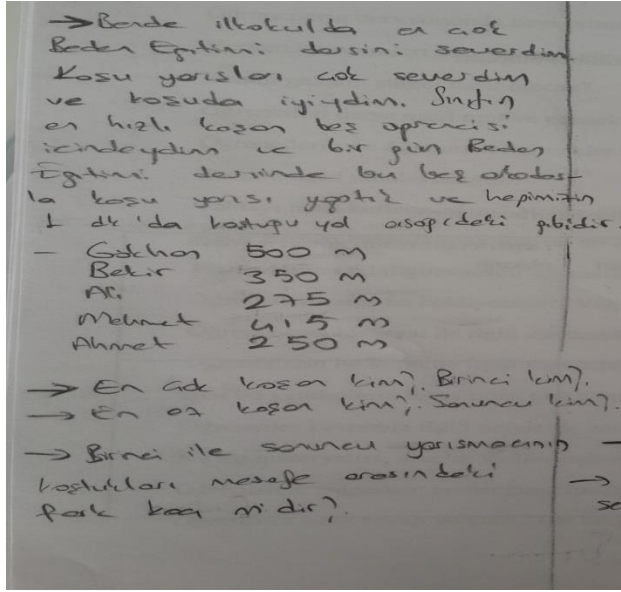 → Bende ilkokulda en çok
Beden Eğitimi dersini severdim
Koşu yarışları çok severdim
ve koşuda iyiydim. Sınıfın
en hızlı koşan beş öğrencisi
içindeydim ve bir gün Beden
Eğitimi dersinde bu beş arkadaş-
la koşu yarışı yaptık ve hepimizin
1 dk'da koştuğu yol aşağıdaki gibidir.
- Gökhan 500 m
Bekir 350 m
Ali 275 m
Mehmet 415 m
Ahmet 250 m
→ En çok koşan kim?. Birinci kim?.
→ En az koşan kim?. Sonuncu kim?.
→ Birinci ile sonuncu yarışmacının
koştukları mesafe arasındaki
fark kaç m'dir?.